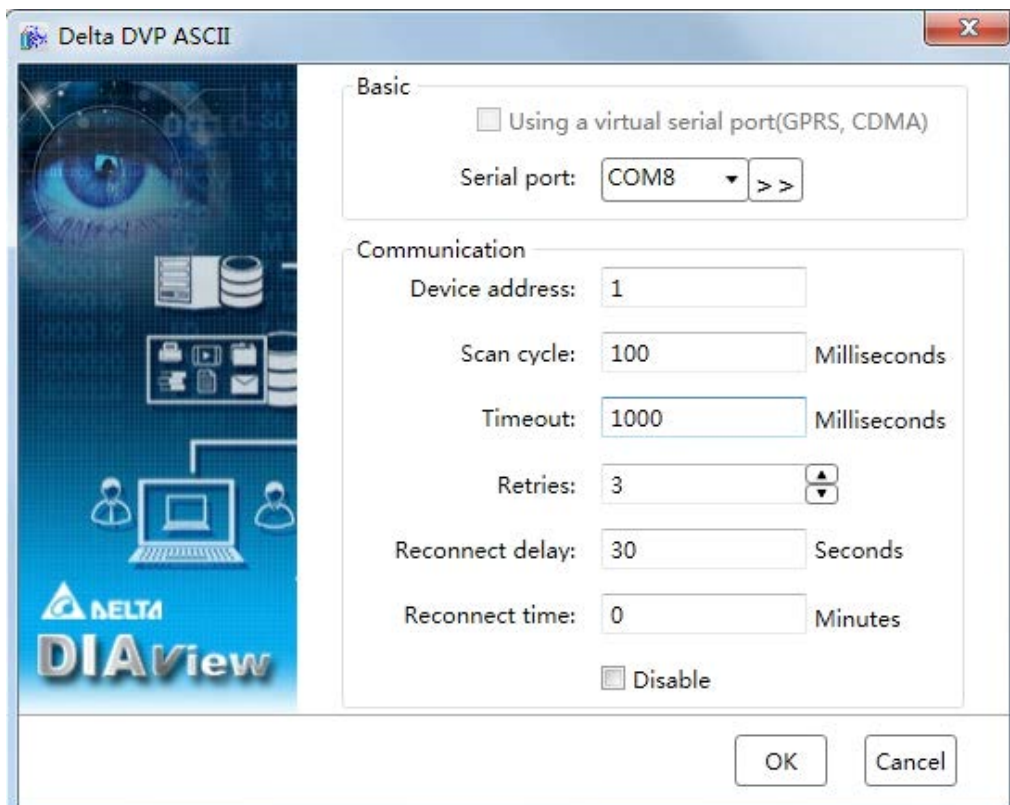 Delta DVP ASCII
Basic
Using a virtual serial port(GPRS, CDMA)
Serial port: COM8 >>
Communication
Device address: 1
Scan cycle: 100 Milliseconds
Timeout: 1000 Milliseconds
Retries: 3
Reconnect delay: 30 Seconds
Reconnect time: 0 Minutes
Disable
DELTA
DIAView
OK Cancel